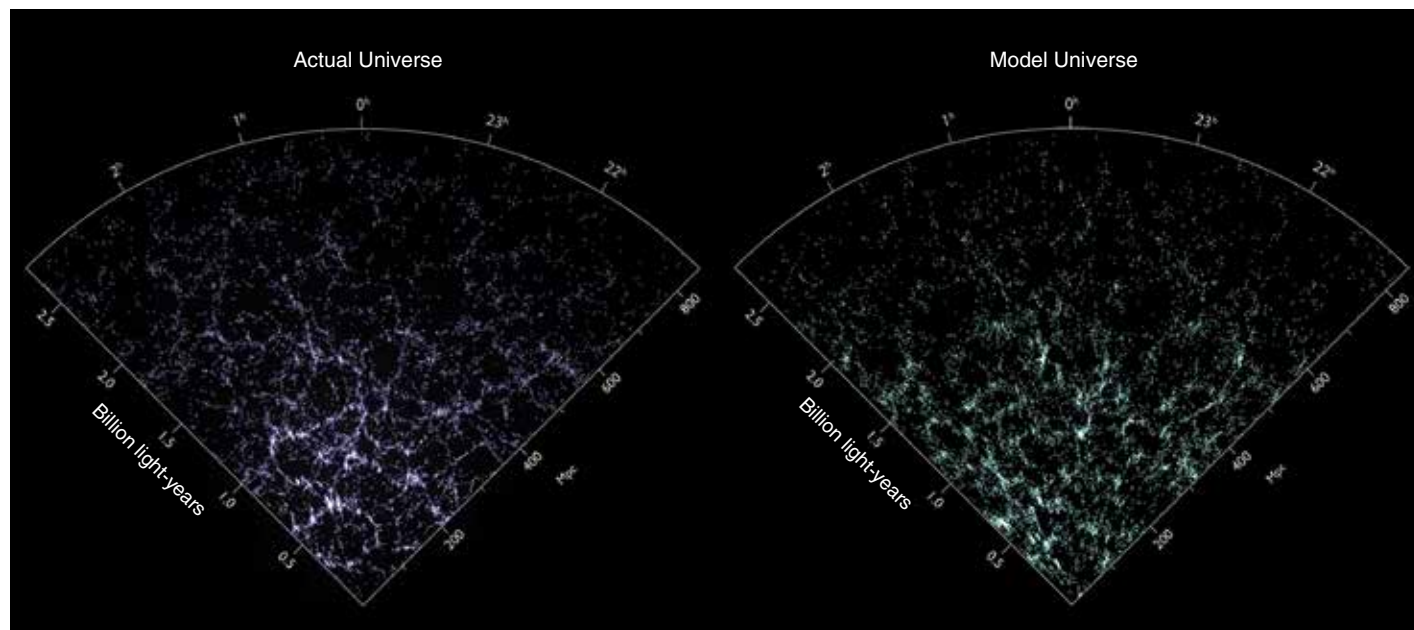 Actual Universe
0ʰ
1ʰ
23ʰ
2ʰ
22ʰ
2.5
2.0
1.5
1.0
0.5
Billion light-years
800
600
400
200
Mpc
Model Universe
0ʰ
1ʰ
23ʰ
2ʰ
22ʰ
2.5
2.0
1.5
1.0
0.5
Billion light-years
800
600
400
200
Mpc